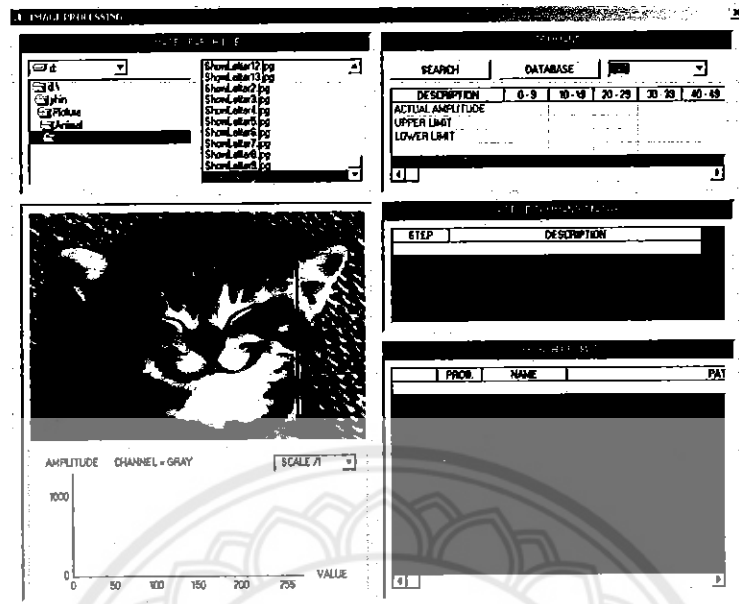 IMAGE PROCESSING
d:
d:\
phin
Picture
Animal
ShowLetter12.jpg
ShowLetter13.jpg
ShowLetter2.jpg
ShowLetter3.jpg
ShowLetter4.jpg
ShowLetter5.jpg
ShowLetter6.jpg
ShowLetter7.jpg
ShowLetter8.jpg
ShowLetter9.jpg
SEARCH DATABASE
DESCRIPTION 0 - 9 10 - 19 20 - 29 30 - 39 40 - 49
ACTUAL AMPLITUDE
UPPER LIMIT
LOWER LIMIT
STEP DESCRIPTION
PROB. NAME PAT
AMPLITUDE CHANNEL = GRAY SCALE /1
1000
0
0 50 100 150 200 255 VALUE